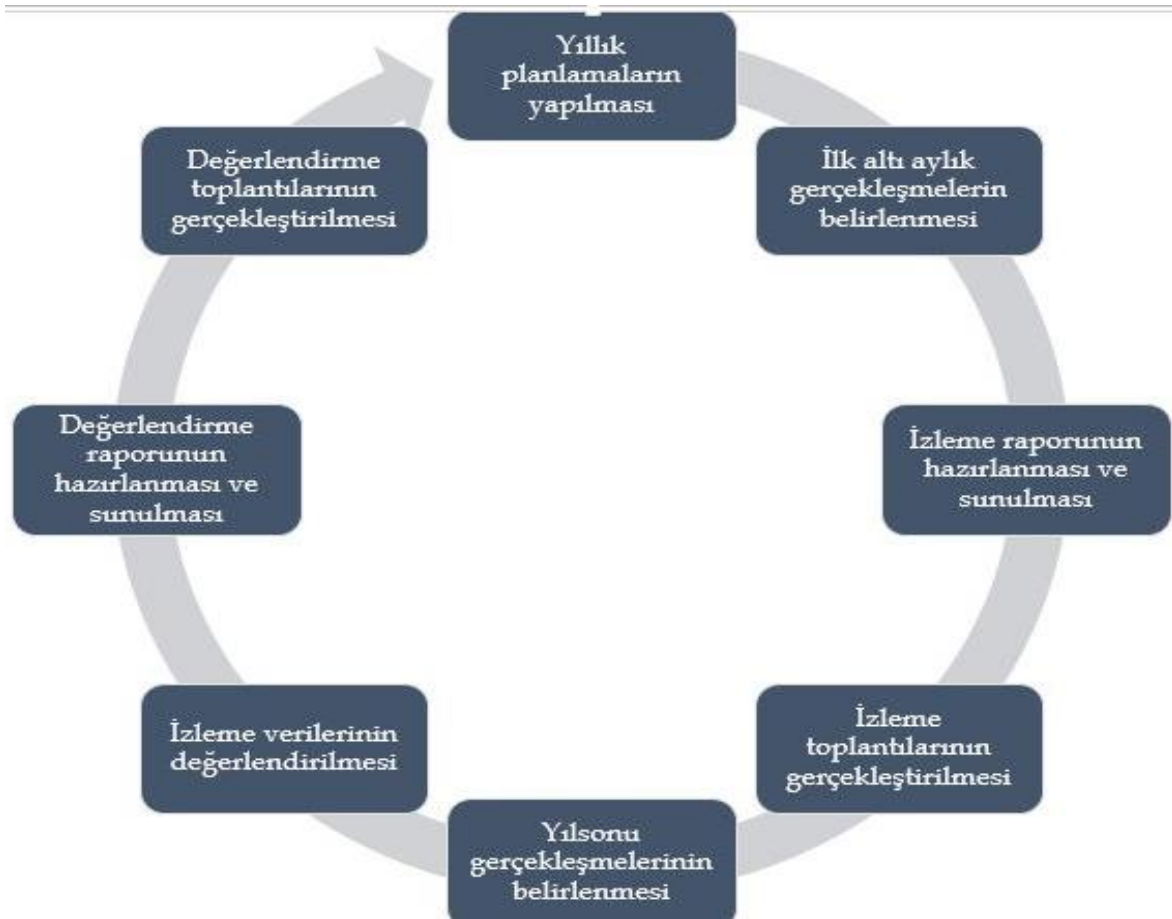 Yıllık
planlamaların
yapılması
İlk altı aylık
gerçekleşmelerin
belirlenmesi
İzleme raporunun
hazırlanması ve
sunulması
İzleme
toplantılarının
gerçekleştirilmesi
Yılsonu
gerçekleşmelerinin
belirlenmesi
İzleme verilerinin
değerlendirilmesi
Değerlendirme
raporunun
hazırlanması ve
sunulması
Değerlendirme
toplantılarının
gerçekleştirilmesi